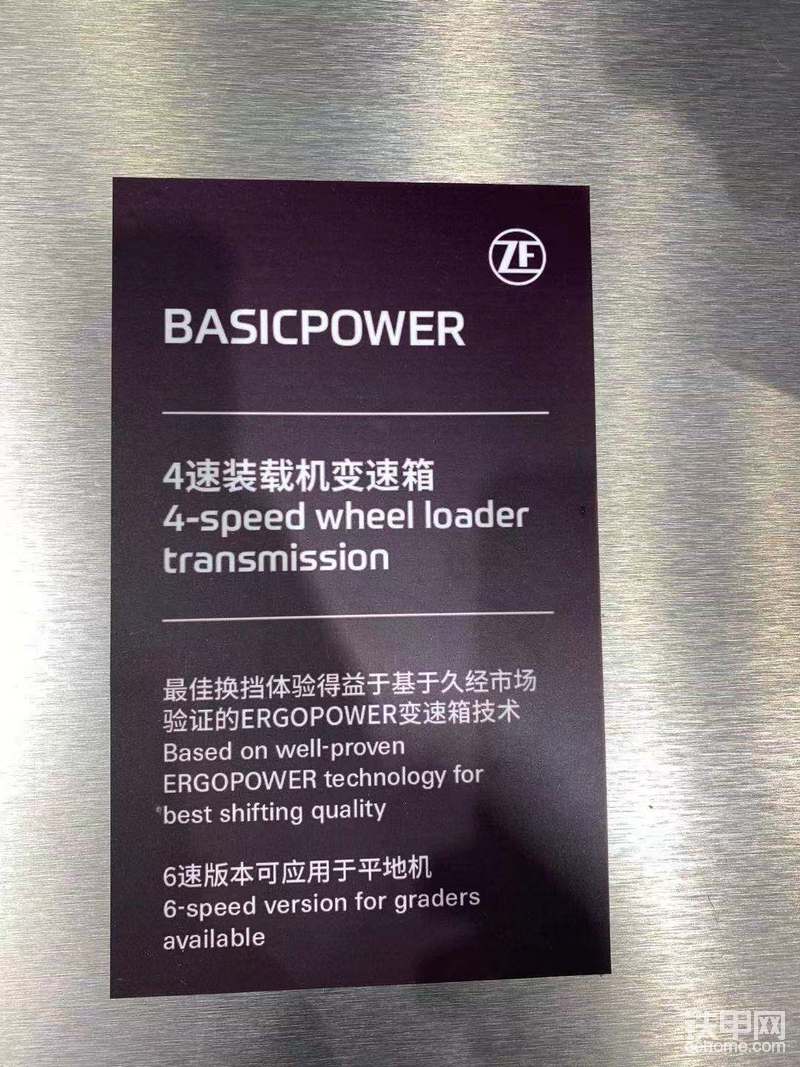 ZF
BASICPOWER
4速装载机变速箱
4-speed wheel loader
transmission
最佳换挡体验得益于基于久经市场
验证的ERGOPOWER变速箱技术
Based on well-proven
ERGOPOWER technology for
best shifting quality
6速版本可应用于平地机
6-speed version for graders
available
铁甲网
cehome.com